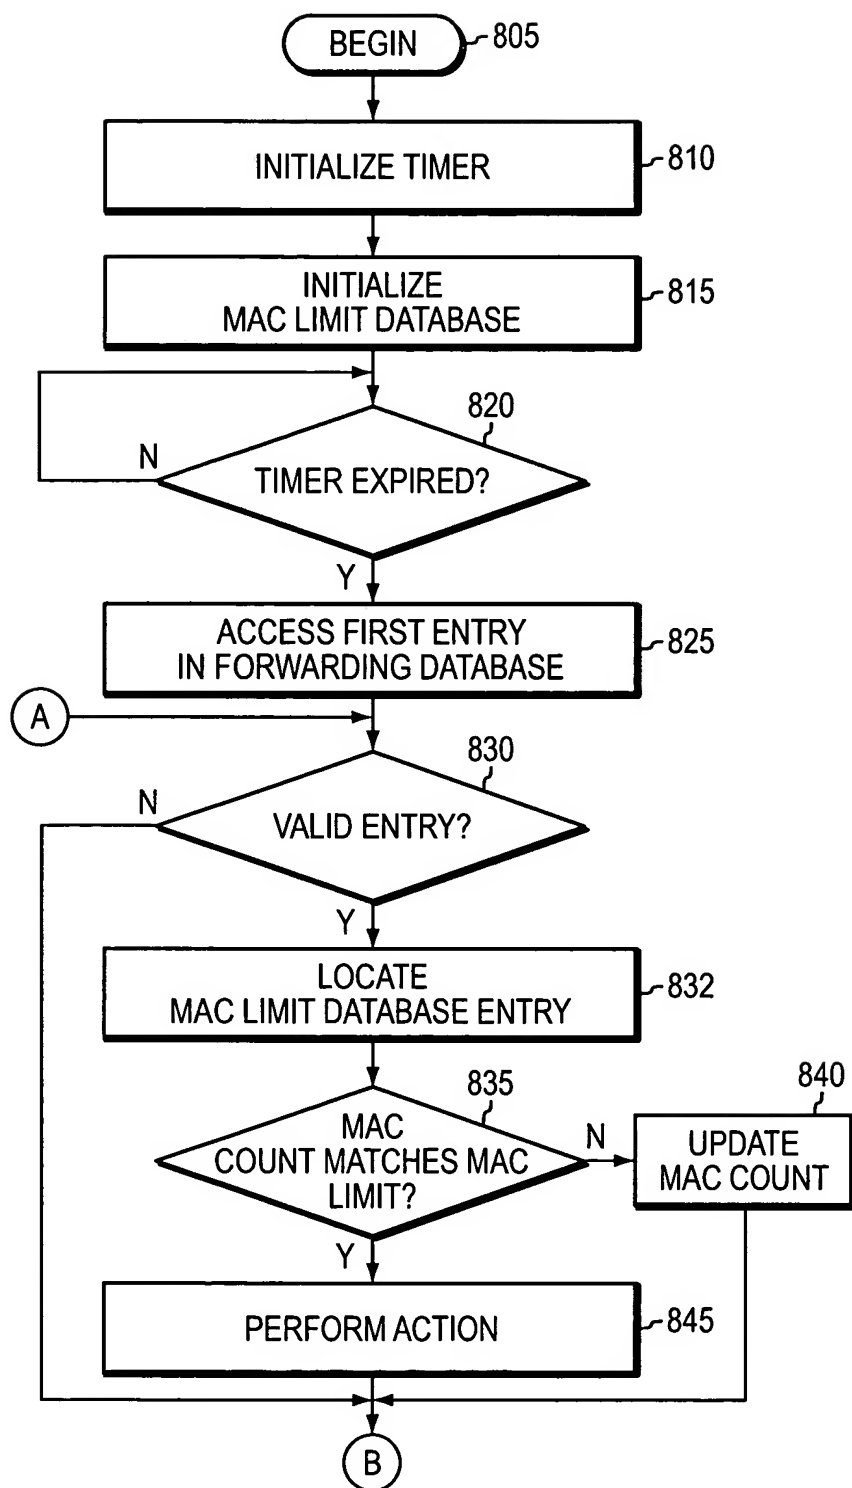 BEGIN
805
INITIALIZE TIMER
810
INITIALIZE
MAC LIMIT DATABASE
815
820
N
TIMER EXPIRED?
Y
ACCESS FIRST ENTRY
IN FORWARDING DATABASE
825
A
830
N
VALID ENTRY?
Y
LOCATE
MAC LIMIT DATABASE ENTRY
832
835
MAC
COUNT MATCHES MAC
LIMIT?
N
840
UPDATE
MAC COUNT
Y
PERFORM ACTION
845
B